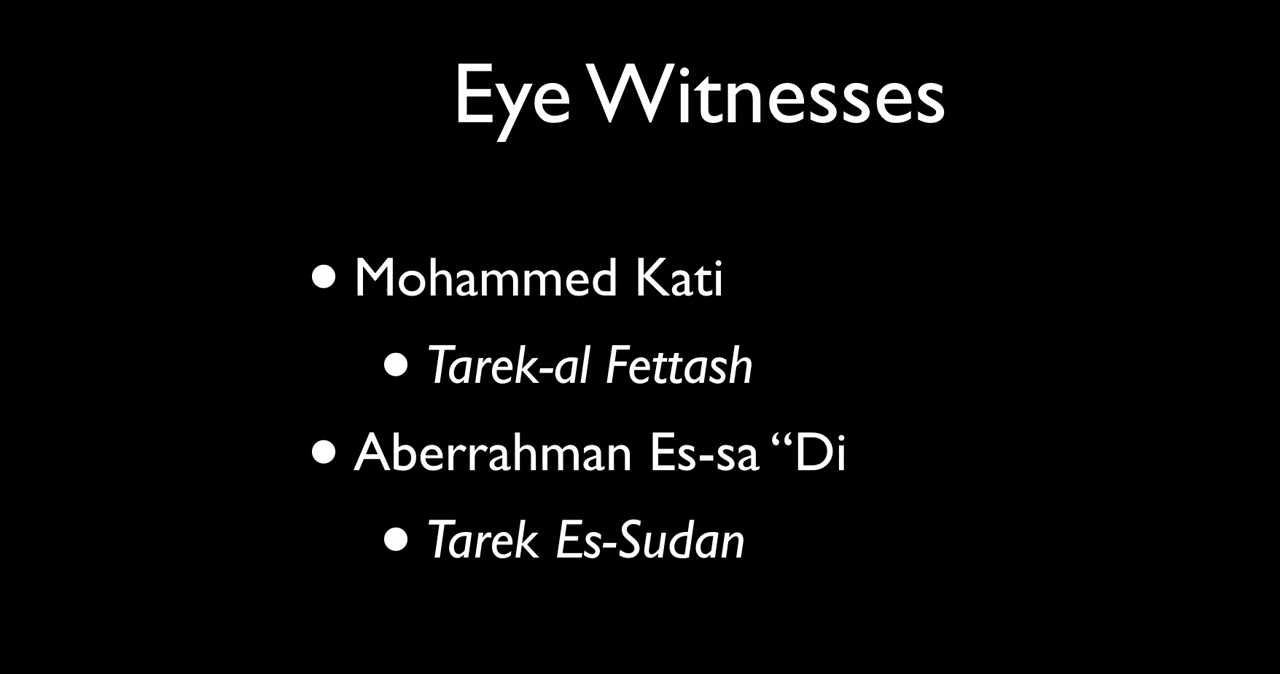 Eye Witnesses
• Mohammed Kati
• Tarek-al Fettash
• Aberrahman Es-sa “Di
• Tarek Es-Sudan